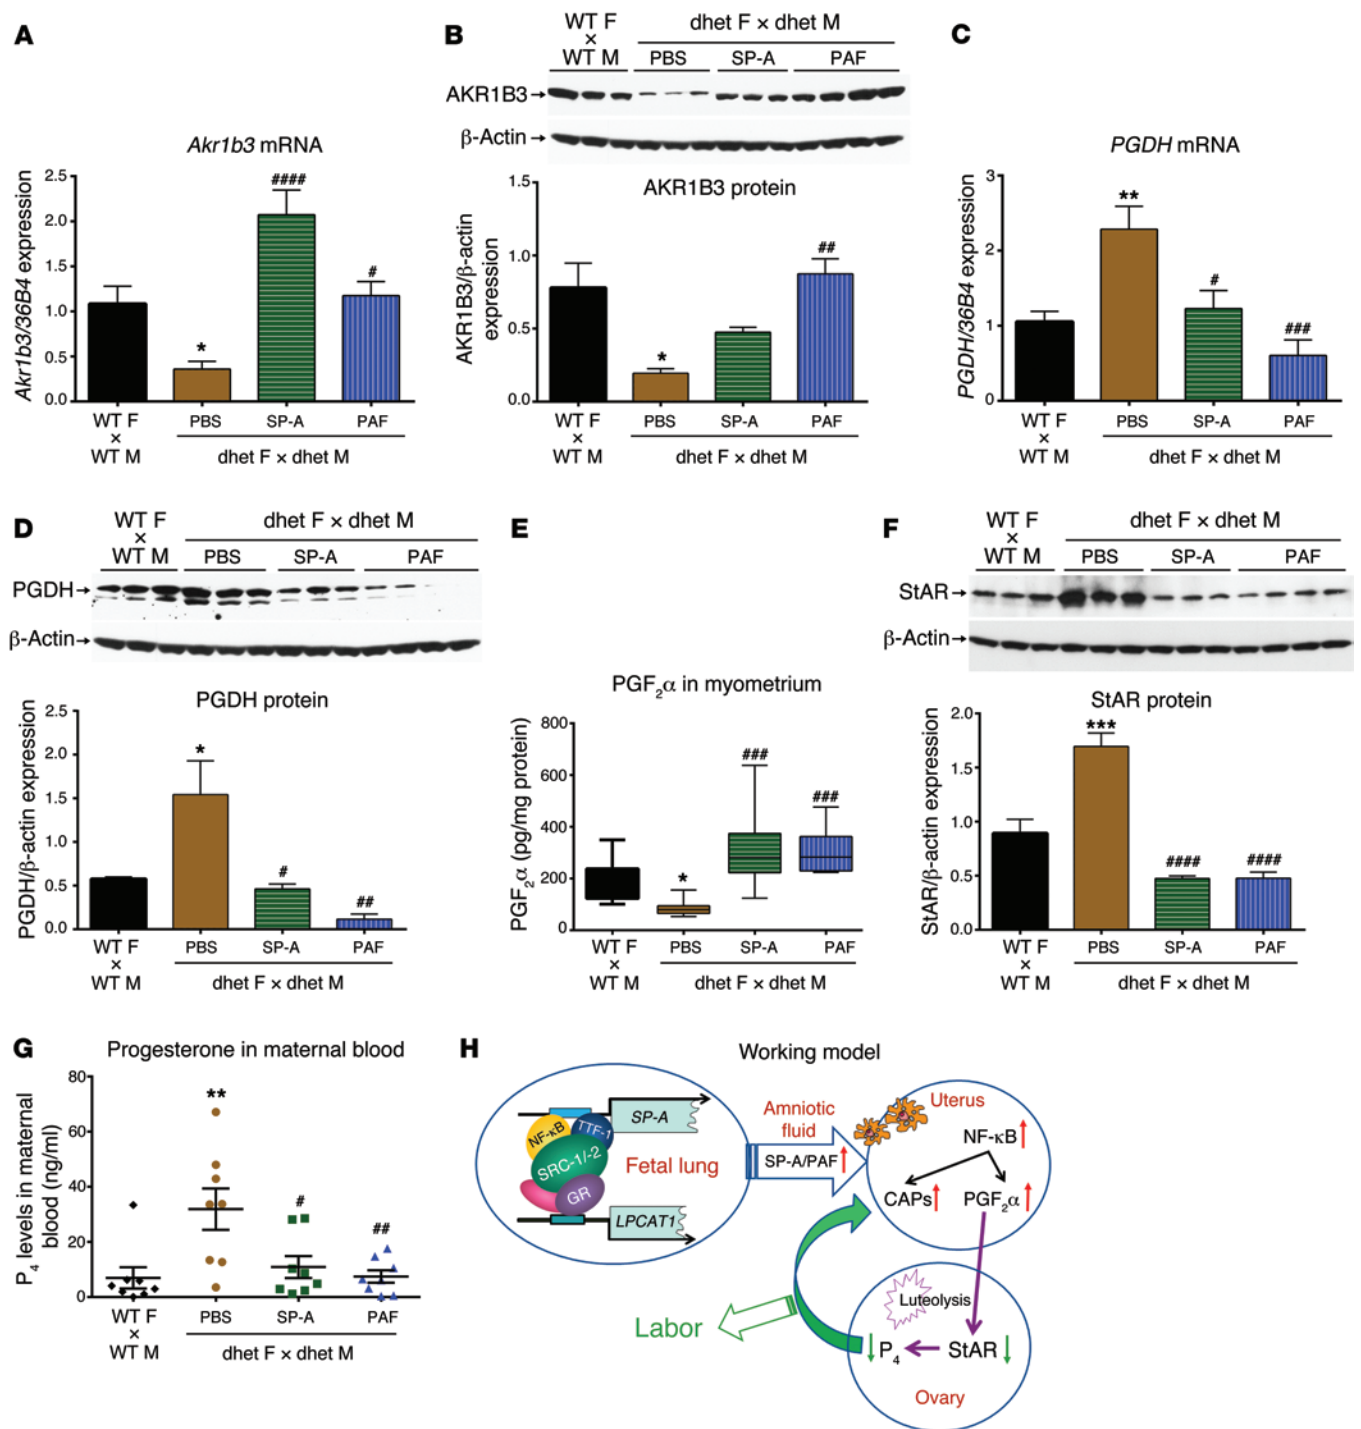 A
Akr1b3 mRNA
Akr1b3/36B4 expression
2.5
2.0
1.5
1.0
0.5
0.0
*
####
#
WT F
×
WT M
PBS
SP-A
PAF
dhet F × dhet M
B
WT F
×
WT M
dhet F × dhet M
PBS
SP-A
PAF
AKR1B3
β-Actin
AKR1B3 protein
AKR1B3/β-actin
expression
1.5
1.0
0.5
0.0
*
##
WT F
×
WT M
PBS
SP-A
PAF
dhet F × dhet M
C
PGDH mRNA
PGDH/36B4 expression
3
2
1
0
**
#
###
WT F
×
WT M
PBS
SP-A
PAF
dhet F × dhet M
D
WT F
×
WT M
dhet F × dhet M
PBS
SP-A
PAF
PGDH
β-Actin
PGDH protein
PGDH/β-actin expression
2.5
2.0
1.5
1.0
0.5
0.0
*
#
##
WT F
×
WT M
PBS
SP-A
PAF
dhet F × dhet M
E
PGF2α in myometrium
PGF2α (pg/mg protein)
800
600
400
200
0
*
###
###
WT F
×
WT M
PBS
SP-A
PAF
dhet F × dhet M
F
WT F
×
WT M
dhet F × dhet M
PBS
SP-A
PAF
StAR
β-Actin
StAR protein
StAR/β-actin expression
2.0
1.5
1.0
0.5
0.0
***
####
####
WT F
×
WT M
PBS
SP-A
PAF
dhet F × dhet M
G
Progesterone in maternal blood
P4 levels in maternal
blood (ng/ml)
80
60
40
20
0
**
#
##
WT F
×
WT M
PBS
SP-A
PAF
dhet F × dhet M
H
Working model
SP-A
NF-κB
TTF-1
SRC-1/-2
GR
LPCAT1
Fetal lung
Amniotic
fluid
SP-A/PAF
Uterus
NF-κB
CAPs
PGF2α
Luteolysis
P4
StAR
Ovary
Labor